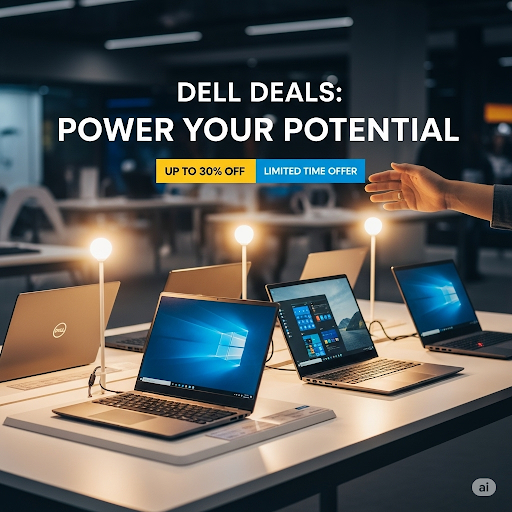 DELL DEALS:
POWER YOUR POTENTIAL
UP TO 30% OFF
LIMITED TIME OFFER
DELL
ai